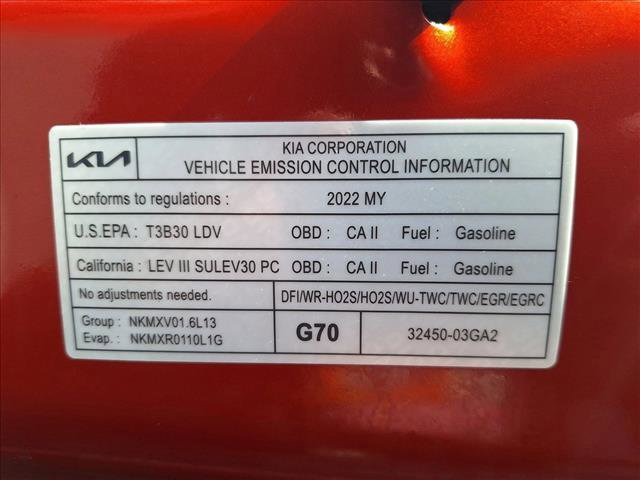 KIA
KIA CORPORATION
VEHICLE EMISSION CONTROL INFORMATION
Conforms to regulations : 2022 MY
U.S.EPA : T3B30 LDV OBD : CA II Fuel : Gasoline
California : LEV III SULEV30 PC OBD : CA II Fuel : Gasoline
No adjustments needed. DFI/WR-HO2S/HO2S/WU-TWC/TWC/EGR/EGRC
Group : NKMXV01.6L13
Evap. : NKMXR0110L1G
G70
32450-03GA2